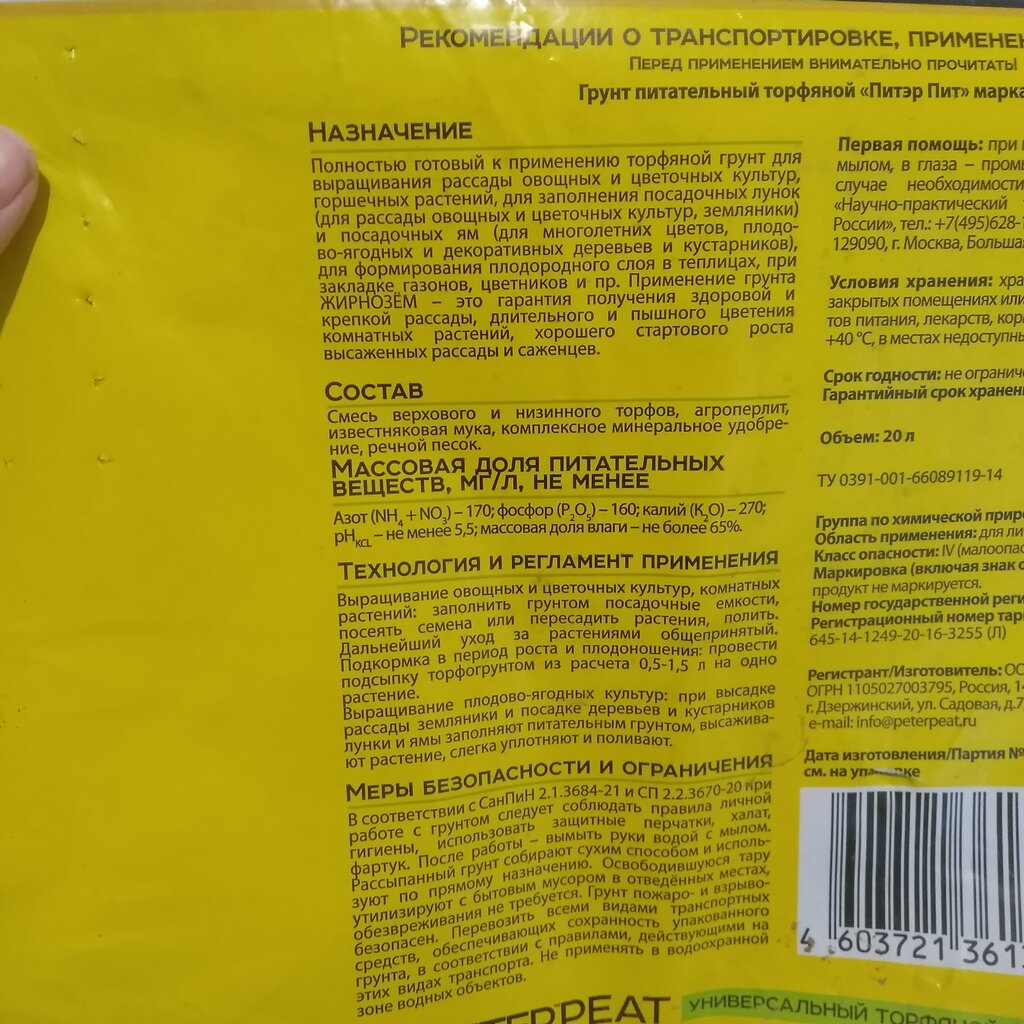 Рекомендации о транспортировке, применен
Перед применением внимательно прочитать!
Грунт питательный торфяной «Питэр Пит» марка
Назначение
Полностью готовый к применению торфяной грунт для
выращивания рассады овощных и цветочных культур,
горшечных растений, для заполнения посадочных лунок
(для рассады овощных и цветочных культур, земляники)
и посадочных ям (для многолетних цветов, плодо-
во-ягодных и декоративных деревьев и кустарников),
для формирования плодородного слоя в теплицах, при
закладке газонов, цветников и пр. Применение грунта
ЖИРНОЗЁМ – это гарантия получения здоровой и
крепкой рассады, длительного и пышного цветения
комнатных растений, хорошего стартового роста
высаженных рассады и саженцев.
Состав
Смесь верхового и низинного торфов, агроперлит,
известняковая мука, комплексное минеральное удобре-
ние, речной песок.
Массовая доля питательных
веществ, мг/л, не менее
Азот (NH4 + NO3) – 170; фосфор (P2O5) – 160; калий (K2O) – 270;
pHKCL – не менее 5,5; массовая доля влаги – не более 65%.
Технология и регламент применения
Выращивание овощных и цветочных культур, комнатных
растений: заполнить грунтом посадочные емкости,
посеять семена или пересадить растения, полить.
Дальнейший уход за растениями общепринятый.
Подкормка в период роста и плодоношения: провести
подсыпку торфогрунтом из расчета 0,5-1,5 л на одно
растение.
Выращивание плодово-ягодных культур: при высадке
рассады земляники и посадке деревьев и кустарников
лунки и ямы заполняют питательным грунтом, высажива-
ют растение, слегка уплотняют и поливают.
Меры безопасности и ограничения
В соответствии с СанПиН 2.1.3684-21 и СП 2.2.3670-20 при
работе с грунтом следует соблюдать правила личной
гигиены, использовать защитные перчатки, халат,
фартук. После работы – вымыть руки водой с мылом.
Рассыпанный грунт собирают сухим способом и исполь-
зуют по прямому назначению. Освободившуюся тару
утилизируют с бытовым мусором в отведённых местах,
обезвреживания не требуется. Грунт пожаро- и взрыво-
безопасен. Перевозить всеми видами транспортных
средств, обеспечивающих сохранность упакованного
грунта, в соответствии с правилами, действующими на
этих видах транспорта. Не применять в водоохранной
зоне водных объектов.
Первая помощь: при
мылом, в глаза – пром
случае необходимости
«Научно-практический
России», тел.: +7(495)628-
129090, г. Москва, Больша
Условия хранения: хра
закрытых помещениях или
тов питания, лекарств, кор
+40 °С, в местах недоступн
Срок годности: не огранич
Гарантийный срок хранен
Объем: 20 л
ТУ 0391-001-66089119-14
Группа по химической прир
Область применения: для ли
Класс опасности: IV (малоопас
Маркировка (включая знак о
продукт не маркируется.
Номер государственной реги
Регистрационный номер тар
645-14-1249-20-16-3255 (Л)
Регистрант/Изготовитель: ОО
ОГРН 1105027003795, Россия, 14
г. Дзержинский, ул. Садовая, д.7
e-mail: info@peterpeat.ru
Дата изготовления/Партия №
см. на упаковке
4 603721 361
TERPEAT
УНИВЕРСАЛЬНЫЙ ТОРФЯНОЙ